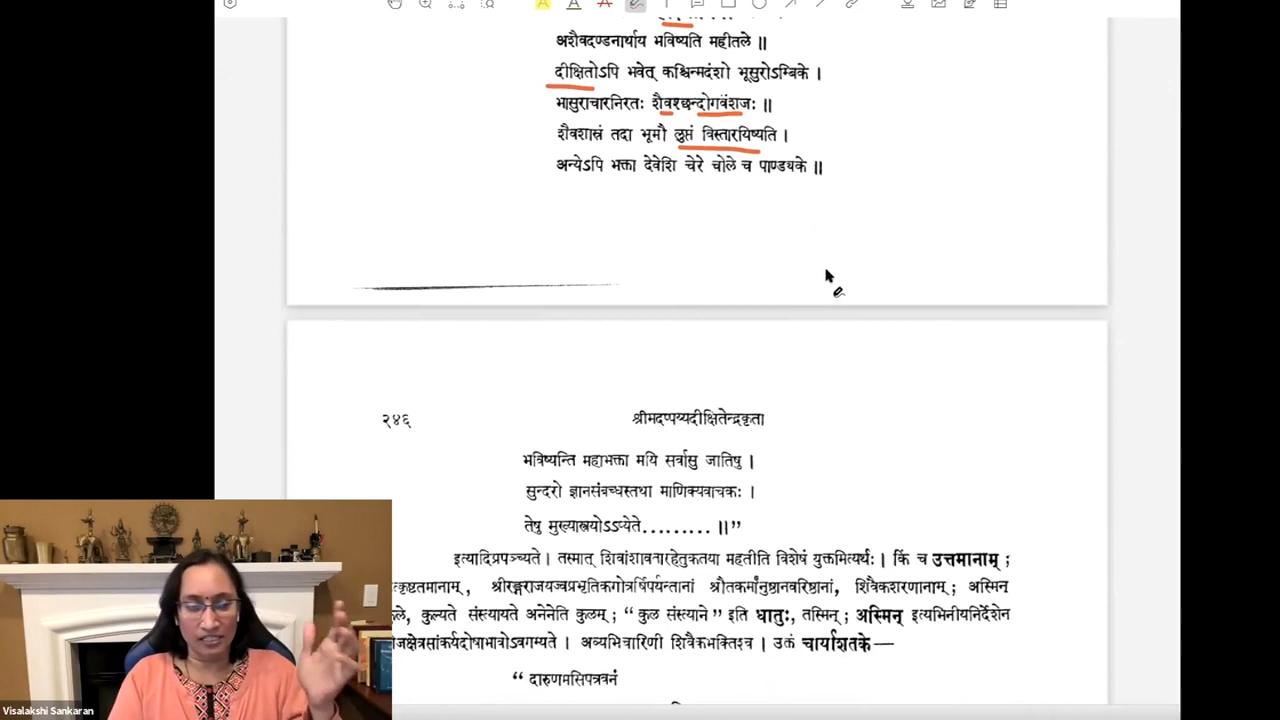 अशैवदण्डनार्थाय भविष्यति महीतले ॥
दीक्षितोऽपि भवेत् कश्चिन्मदंशो भूसुरोऽम्बिके ।
भासुराचारनिरतः शैवश्छन्दोगवंशजः ॥
शैवशास्त्रं तदा भूमौ लुप्तं विस्तारयिष्यति ।
अन्येऽपि भक्ता देवेशि चेरे चोले च पाण्ड्यके ॥
२४६ श्रीमदप्पय्यदीक्षितेन्द्रकृता
भविष्यन्ति महाभक्ता मयि सर्वासु जातिषु ।
सुन्दरो ज्ञानसंबन्धस्तथा माणिक्यवाचकः ।
तेषु मुख्यास्त्रयोऽऽप्येते......... ॥”
इत्यादिप्रपञ्च्यते । तस्मात् शिवांशावतारहेतुकतया महतीति विशेषं युक्तमित्यर्थः । किं च उत्तमानाम् ;
त्कृष्टतमानाम् , श्रीरङ्गराजयज्वप्रभृतिकगोत्रर्षिपर्यन्तानां श्रौतकर्मानुष्ठानवरिष्ठानां, शिवैकशरणानाम् ; अस्मिन्
कुल्यते संस्त्यायते अनेनेति कुलम् ; “ कुल संस्त्याने ” इति धातुः, तस्मिन् ; अस्मिन् इत्यभिनीयनिर्देशेन
अव्यभिचारिणी शिवैकभक्तिश्च । उक्तं चार्याशतके—
“ दारुणमसिपत्रवनं
Visalakshi Sankaran